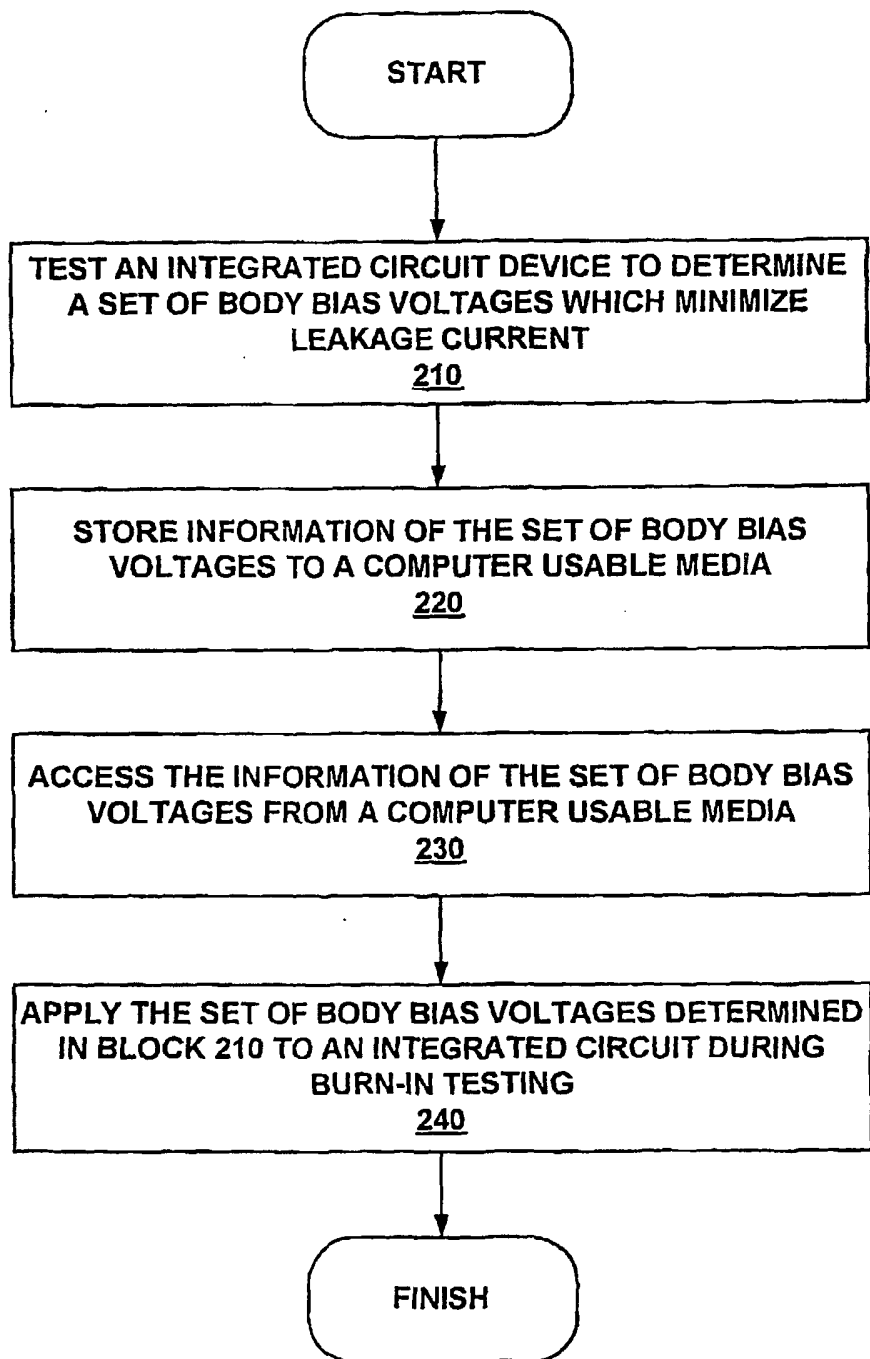 START
TEST AN INTEGRATED CIRCUIT DEVICE TO DETERMINE
A SET OF BODY BIAS VOLTAGES WHICH MINIMIZE
LEAKAGE CURRENT
210
STORE INFORMATION OF THE SET OF BODY BIAS
VOLTAGES TO A COMPUTER USABLE MEDIA
220
ACCESS THE INFORMATION OF THE SET OF BODY BIAS
VOLTAGES FROM A COMPUTER USABLE MEDIA
230
APPLY THE SET OF BODY BIAS VOLTAGES DETERMINED
IN BLOCK 210 TO AN INTEGRATED CIRCUIT DURING
BURN-IN TESTING
240
FINISH